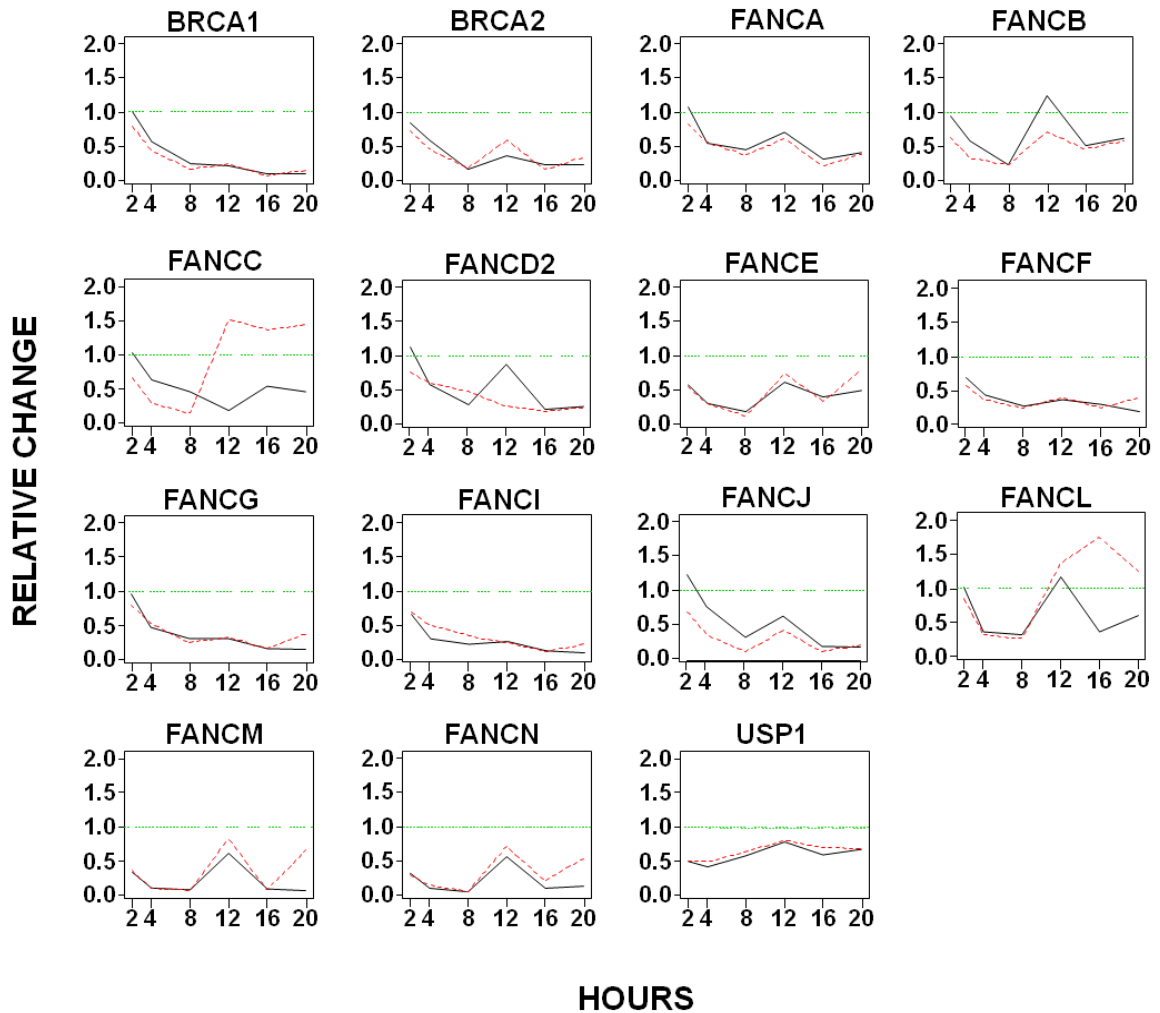 BRCA1 BRCA2 FANCA FANCB
2.0 2.0 2.0 2.0
1.5 1.5 1.5 1.5
1.0 1.0 1.0 1.0
0.5 0.5 0.5 0.5
0.0 0.0 0.0 0.0
2 4 8 12 16 20 2 4 8 12 16 20 2 4 8 12 16 20 2 4 8 12 16 20
FANCC FANCD2 FANCE FANCF
2.0 2.0 2.0 2.0
1.5 1.5 1.5 1.5
1.0 1.0 1.0 1.0
0.5 0.5 0.5 0.5
0.0 0.0 0.0 0.0
2 4 8 12 16 20 2 4 8 12 16 20 2 4 8 12 16 20 2 4 8 12 16 20
RELATIVE CHANGE
FANCG FANCI FANCJ FANCL
2.0 2.0 2.0 2.0
1.5 1.5 1.5 1.5
1.0 1.0 1.0 1.0
0.5 0.5 0.5 0.5
0.0 0.0 0.0 0.0
2 4 8 12 16 20 2 4 8 12 16 20 2 4 8 12 16 20 2 4 8 12 16 20
FANCM FANCN USP1
2.0 2.0 2.0
1.5 1.5 1.5
1.0 1.0 1.0
0.5 0.5 0.5
0.0 0.0 0.0
2 4 8 12 16 20 2 4 8 12 16 20 2 4 8 12 16 20
HOURS